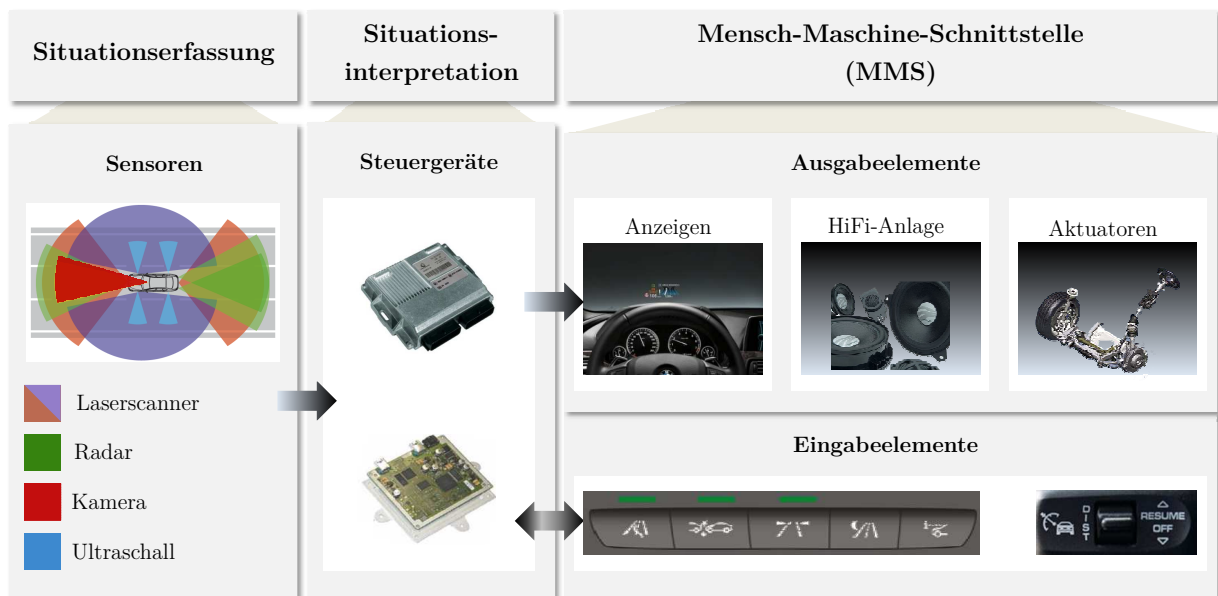 Situationserfassung
Situations-
interpretation
Mensch-Maschine-Schnittstelle
(MMS)
Sensoren
Laserscanner
Radar
Kamera
Ultraschall
Steuergeräte
Ausgabeelemente
Anzeigen
HiFi-Anlage
Aktuatoren
Eingabeelemente
DIST
RESUME
OFF